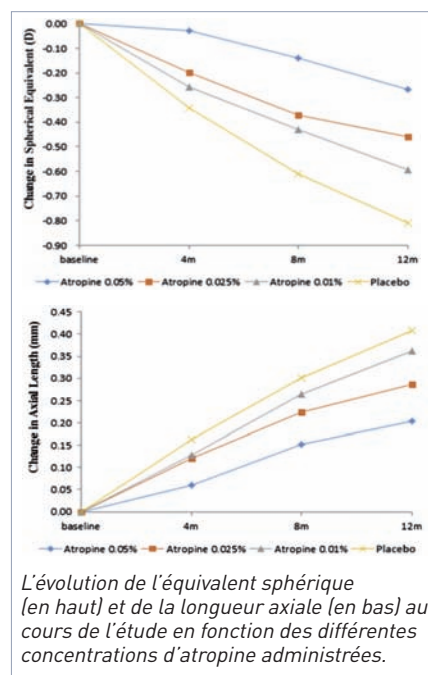 0.00
-0.10
-0.20
-0.30
-0.40
-0.50
-0.60
-0.70
-0.80
-0.90
Change in Spherical Equivalent (D)
baseline 4m 8m 12m
Atropine 0.05% Atropine 0.025% Atropine 0.01% Placebo
0.45
0.40
0.35
0.30
0.25
0.20
0.15
0.10
0.05
0.00
Change in Axial Length (mm)
baseline 4m 8m 12m
Atropine 0.05% Atropine 0.025% Atropine 0.01% Placebo
L’évolution de l’équivalent sphérique
(en haut) et de la longueur axiale (en bas) au
cours de l’étude en fonction des différentes
concentrations d’atropine administrées.